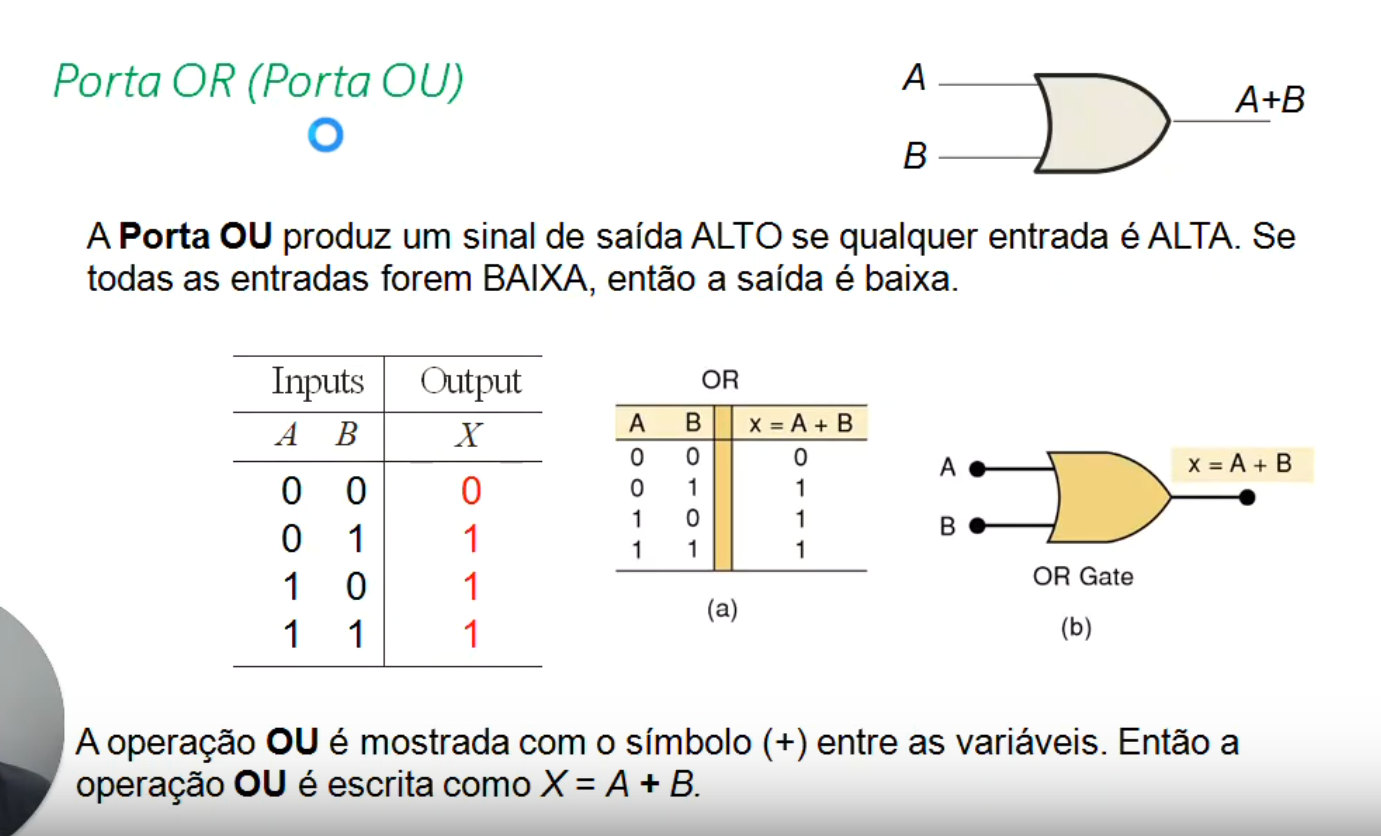 Porta OR (Porta OU)
A
B
A+B
A Porta OU produz um sinal de saída ALTO se qualquer entrada é ALTA. Se
todas as entradas forem BAIXA, então a saída é baixa.
Inputs Output
A B X
0 0 0
0 1 1
1 0 1
1 1 1
OR
A B x = A + B
0 0 0
0 1 1
1 0 1
1 1 1
(a)
A
B
x = A + B
OR Gate
(b)
A operação OU é mostrada com o símbolo (+) entre as variáveis. Então a
operação OU é escrita como X = A + B.